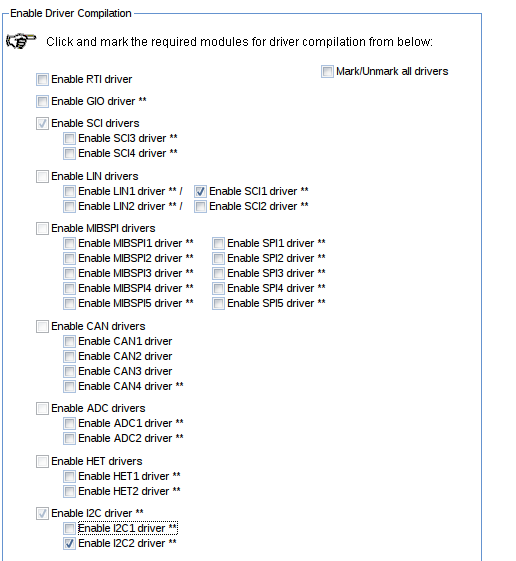 Enable Driver Compilation
Click and mark the required modules for driver compilation from below:
Mark/Unmark all drivers
Enable RTI driver
Enable GIO driver **
Enable SCI drivers
Enable SCI3 driver **
Enable SCI4 driver **
Enable LIN drivers
Enable LIN1 driver ** / Enable SCI1 driver **
Enable LIN2 driver ** / Enable SCI2 driver **
Enable MIBSPI drivers
Enable MIBSPI1 driver ** Enable SPI1 driver **
Enable MIBSPI2 driver ** Enable SPI2 driver **
Enable MIBSPI3 driver ** Enable SPI3 driver **
Enable MIBSPI4 driver ** Enable SPI4 driver **
Enable MIBSPI5 driver ** Enable SPI5 driver **
Enable CAN drivers
Enable CAN1 driver
Enable CAN2 driver
Enable CAN3 driver
Enable CAN4 driver **
Enable ADC drivers
Enable ADC1 driver **
Enable ADC2 driver **
Enable HET drivers
Enable HET1 driver **
Enable HET2 driver **
Enable I2C driver **
Enable I2C1 driver **
Enable I2C2 driver **